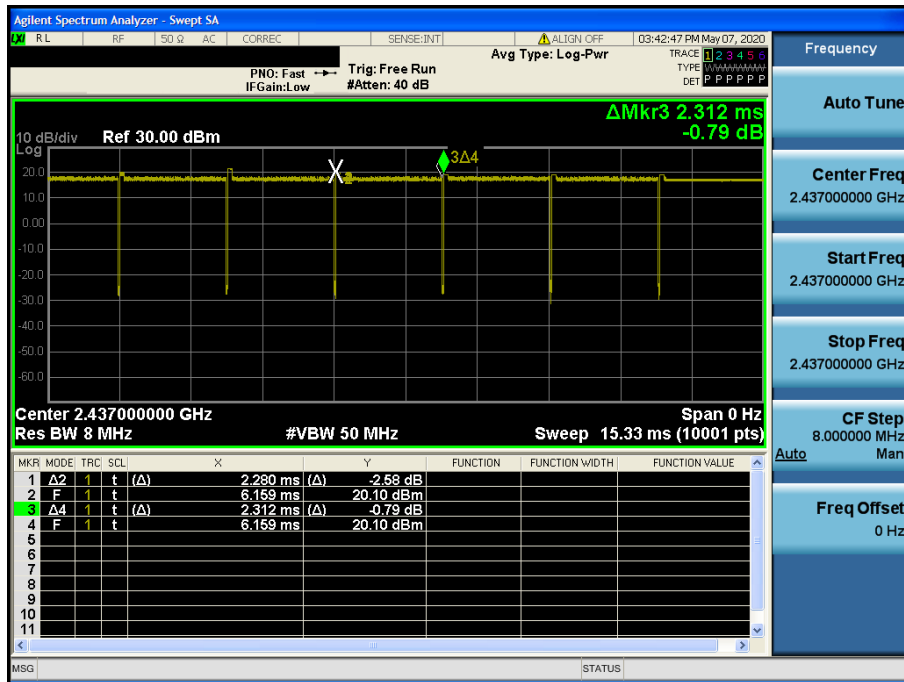 Agilent Spectrum Analyzer - Swept SA
LXI RL RF 50 Ω AC CORREC SENSE:INT ALIGN OFF 03:42:47 PM May 07, 2020
Frequency
PNO: Fast Trig: Free Run Avg Type: Log-Pwr TRACE 1 2 3 4 5 6
IFGain:Low #Atten: 40 dB TYPE
DET P P P P P P
Auto Tune
ΔMkr3 2.312 ms
-0.79 dB
10 dB/div Ref 30.00 dBm
Log
3Δ4
20.0
10.0
0.00
-10.0
-20.0
-30.0
-40.0
-50.0
-60.0
Center Freq
2.437000000 GHz
Start Freq
2.437000000 GHz
Stop Freq
2.437000000 GHz
Center 2.437000000 GHz Span 0 Hz
Res BW 8 MHz #VBW 50 MHz Sweep 15.33 ms (10001 pts)
CF Step
8.000000 MHz
Auto Man
MKR MODE TRC SCL X Y FUNCTION FUNCTION WIDTH FUNCTION VALUE
1 Δ2 1 t (Δ) 2.280 ms (Δ) -2.58 dB
2 F 1 t 6.159 ms 20.10 dBm
3 Δ4 1 t (Δ) 2.312 ms (Δ) -0.79 dB
4 F 1 t 6.159 ms 20.10 dBm
5
6
7
8
9
10
11
Freq Offset
0 Hz
MSG STATUS